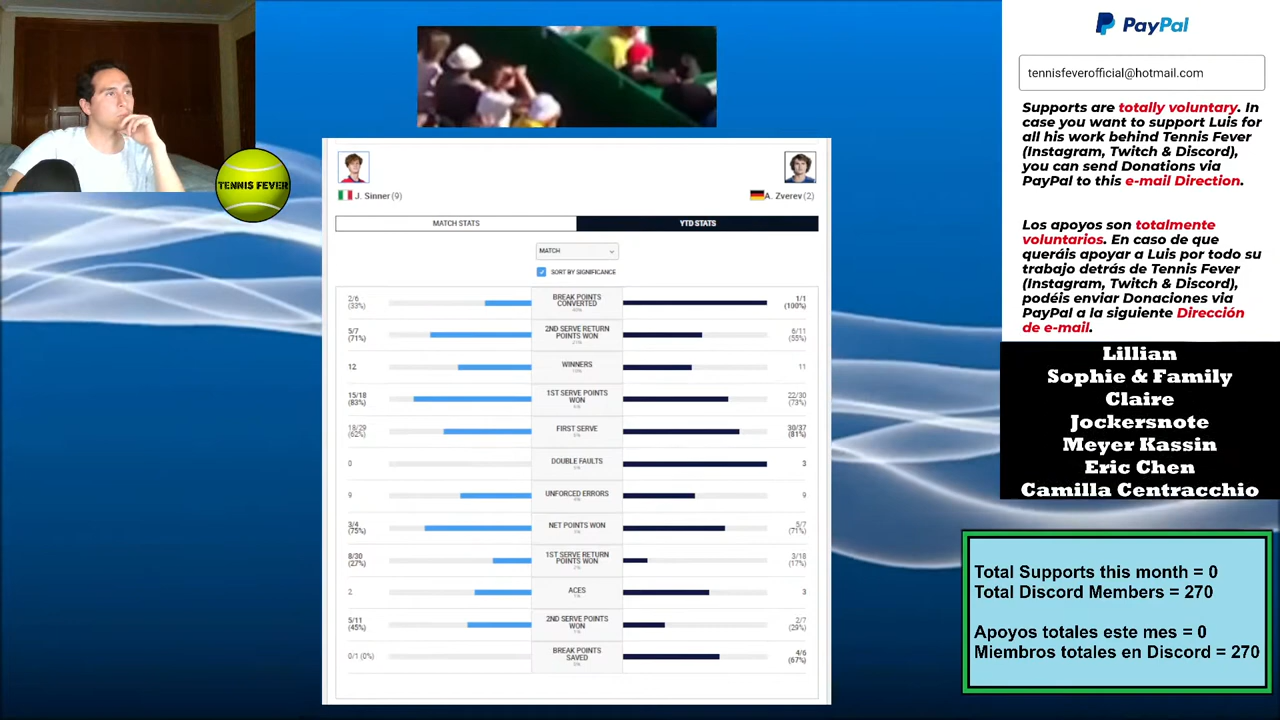 TENNIS FEVER
J. Sinner (9)
A. Zverev (2)
MATCH STATS
YTD STATS
MATCH
SORT BY SIGNIFICANCE
2/6
(33%)
BREAK POINTS
CONVERTED
1/1
(100%)
5/7
(71%)
2ND SERVE RETURN
POINTS WON
6/11
(55%)
12
WINNERS
11
15/18
(83%)
1ST SERVE POINTS
WON
22/30
(73%)
18/29
(62%)
FIRST SERVE
30/37
(81%)
0
DOUBLE FAULTS
3
9
UNFORCED ERRORS
9
3/4
(75%)
NET POINTS WON
5/7
(71%)
8/30
(27%)
1ST SERVE RETURN
POINTS WON
3/18
(17%)
2
ACES
3
5/11
(45%)
2ND SERVE POINTS
WON
2/7
(29%)
0/1 (0%)
BREAK POINTS
SAVED
4/6
(67%)
PayPal
tennisfeverofficial@hotmail.com
Supports are totally voluntary. In
case you want to support Luis for
all his work behind Tennis Fever
(Instagram, Twitch & Discord),
you can send Donations via
PayPal to this e-mail Direction.
Los apoyos son totalmente
voluntarios. En caso de que
queráis apoyar a Luis por todo su
trabajo detrás de Tennis Fever
(Instagram, Twitch & Discord),
podéis enviar Donaciones via
PayPal a la siguiente Dirección
de e-mail.
Lillian
Sophie & Family
Claire
Jockersnote
Meyer Kassin
Eric Chen
Camilla Centracchio
Total Supports this month = 0
Total Discord Members = 270
Apoyos totales este mes = 0
Miembros totales en Discord = 270